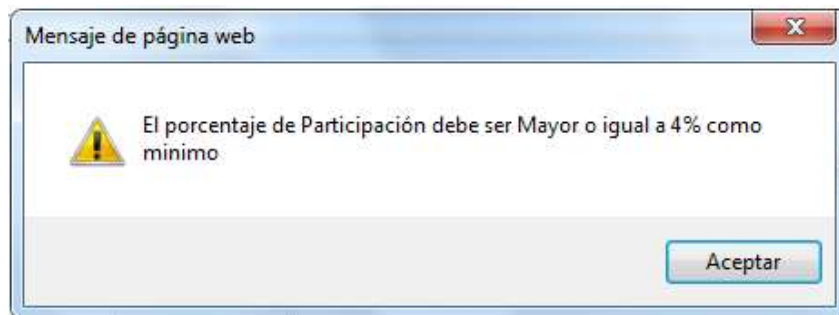 Mensaje de página web
El porcentaje de Participación debe ser Mayor o igual a 4% como
minimo
Aceptar